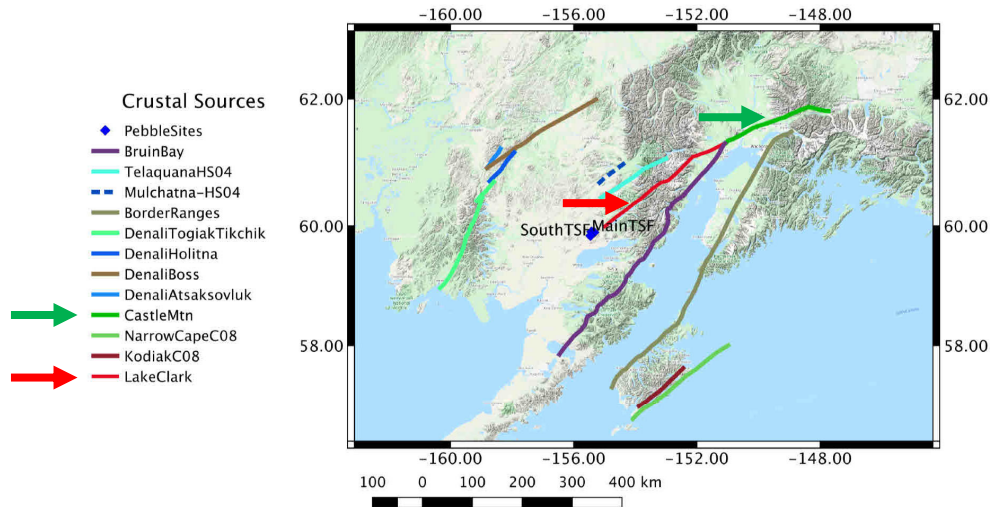 −160.00 −156.00 −152.00 −148.00
Crustal Sources
PebbleSites
BruinBay
TelaquanaHS04
Mulchatna−HS04
BorderRanges
DenaliTogiakTikchik
DenaliHolitna
DenaliBoss
DenaliAtsaksovluk
CastleMtn
NarrowCapeC08
KodiakC08
LakeClark
62.00 62.00
60.00 60.00
58.00 58.00
SouthTSF MainTSF
−160.00 −156.00 −152.00 −148.00
100 0 100 200 300 400 km